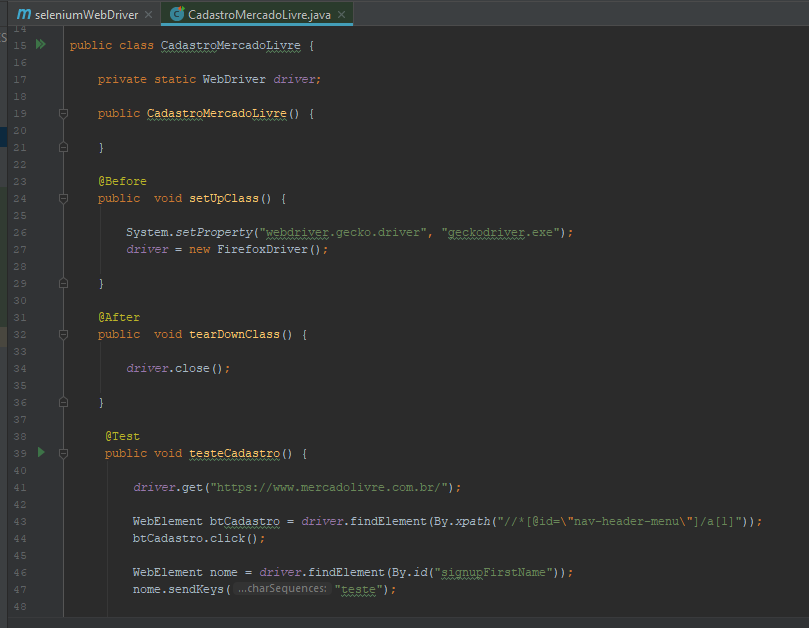 m seleniumWebDriver × C CadastroMercadoLivre.java ×
14
15 public class CadastroMercadoLivre {
16
17 private static WebDriver driver;
18
19 public CadastroMercadoLivre() {
20
21 }
22
23 @Before
24 public  void setUpClass() {
25
26 System.setProperty("webdriver.gecko.driver", "geckodriver.exe");
27 driver = new FirefoxDriver();
28
29 }
30
31 @After
32 public  void tearDownClass() {
33
34 driver.close();
35
36 }
37
38 @Test
39 public void testeCadastro() {
40
41 driver.get("https://www.mercadolivre.com.br/");
42
43 WebElement btCadastro = driver.findElement(By.xpath("//*[@id=\"nav-header-menu\"]/a[1]"));
44 btCadastro.click();
45
46 WebElement nome = driver.findElement(By.id("signupFirstName"));
47 nome.sendKeys( ...charSequences: "teste");
48